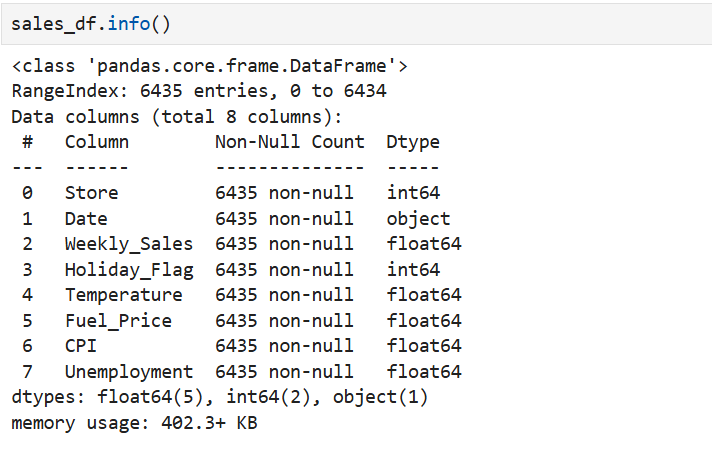 sales_df.info()
<class 'pandas.core.frame.DataFrame'>
RangeIndex: 6435 entries, 0 to 6434
Data columns (total 8 columns):
 #   Column        Non-Null Count  Dtype
---  ------        --------------  -----
 0   Store         6435 non-null   int64
 1   Date          6435 non-null   object
 2   Weekly_Sales  6435 non-null   float64
 3   Holiday_Flag  6435 non-null   int64
 4   Temperature   6435 non-null   float64
 5   Fuel_Price    6435 non-null   float64
 6   CPI           6435 non-null   float64
 7   Unemployment  6435 non-null   float64
dtypes: float64(5), int64(2), object(1)
memory usage: 402.3+ KB